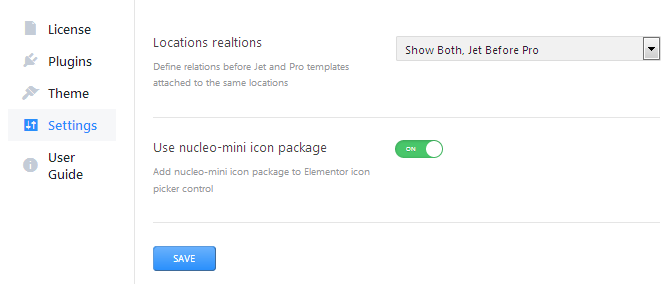 License
Plugins
Theme
Settings
User
Guide
Locations realtions
Define relations before Jet and Pro templates
attached to the same locations
Show Both, Jet Before Pro
Use nucleo-mini icon package
Add nucleo-mini icon package to Elementor icon
picker control
ON
SAVE